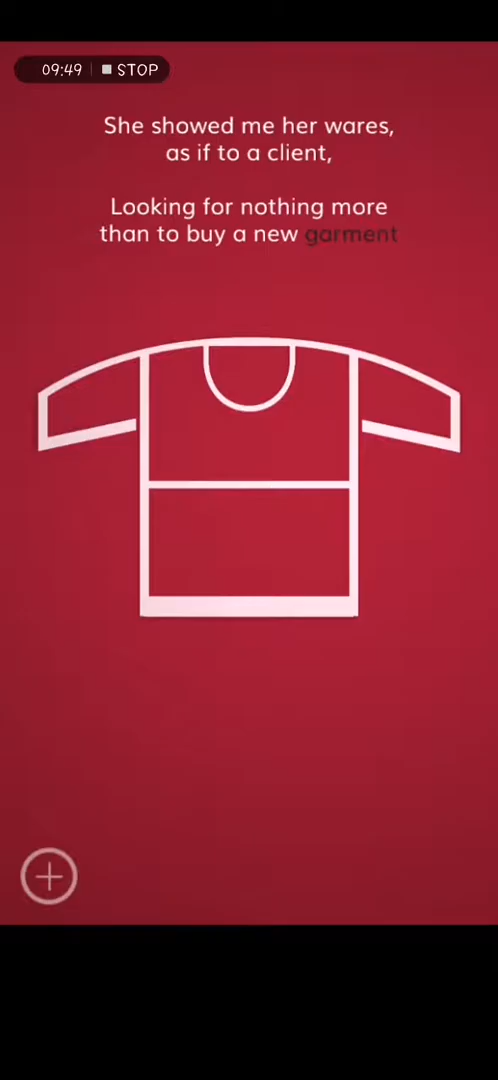 09:49 STOP
She showed me her wares,
as if to a client,
Looking for nothing more
than to buy a new garment